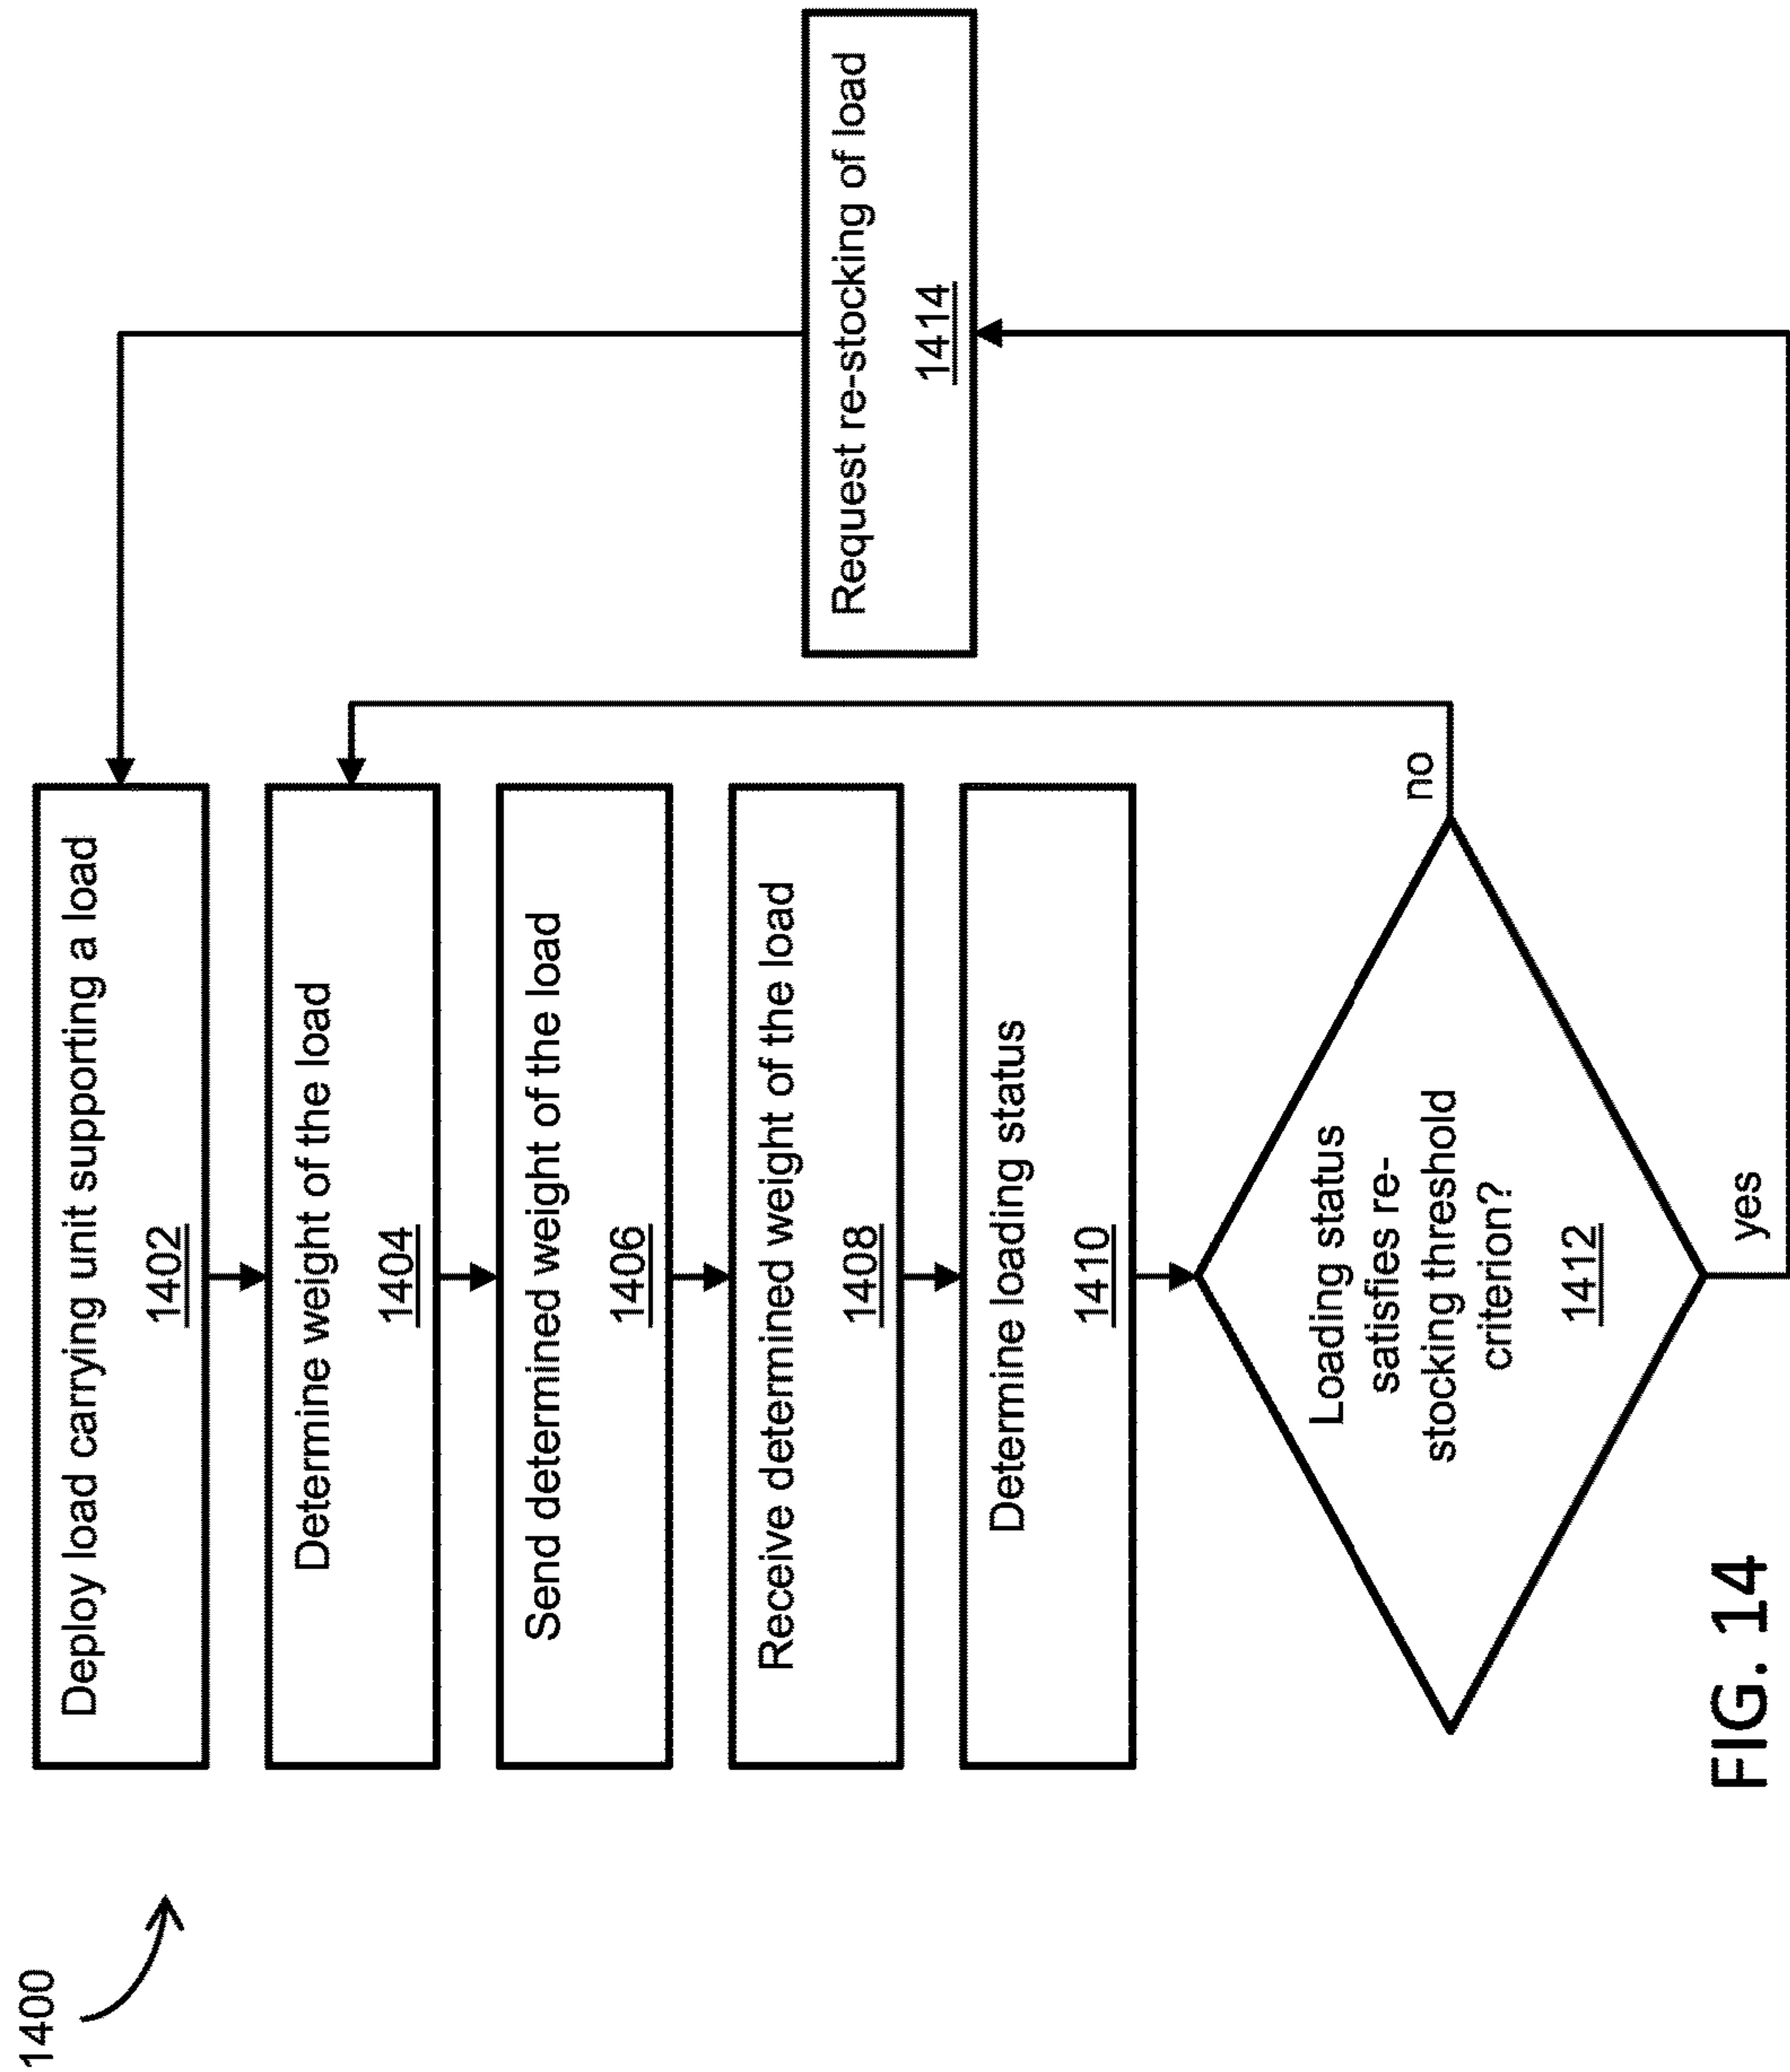 1400
Deploy load carrying unit supporting a load
1402
Determine weight of the load
1404
Send determined weight of the load
1406
Receive determined weight of the load
1408
Determine loading status
1410
Loading status
satisfies re-
stocking threshold
criterion?
1412
no
yes
Request re-stocking of load
1414
FIG. 14